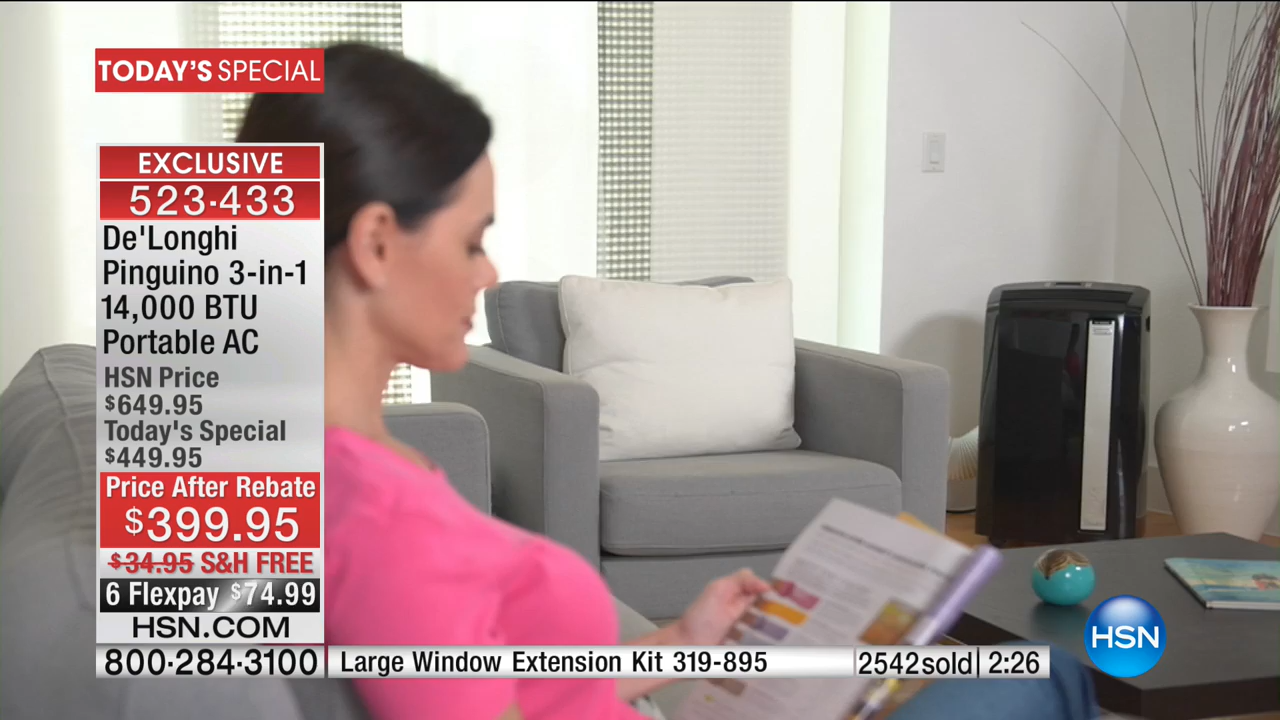 TODAY'S SPECIAL
EXCLUSIVE
523-433
De'Longhi
Pinguino 3-in-1
14,000 BTU
Portable AC
HSN Price
$649.95
Today's Special
$449.95
Price After Rebate
$399.95
$34.95 S&H FREE
6 Flexpay $74.99
HSN.COM
800·284·3100 Large Window Extension Kit 319-895 2542 sold 2:26
HSN